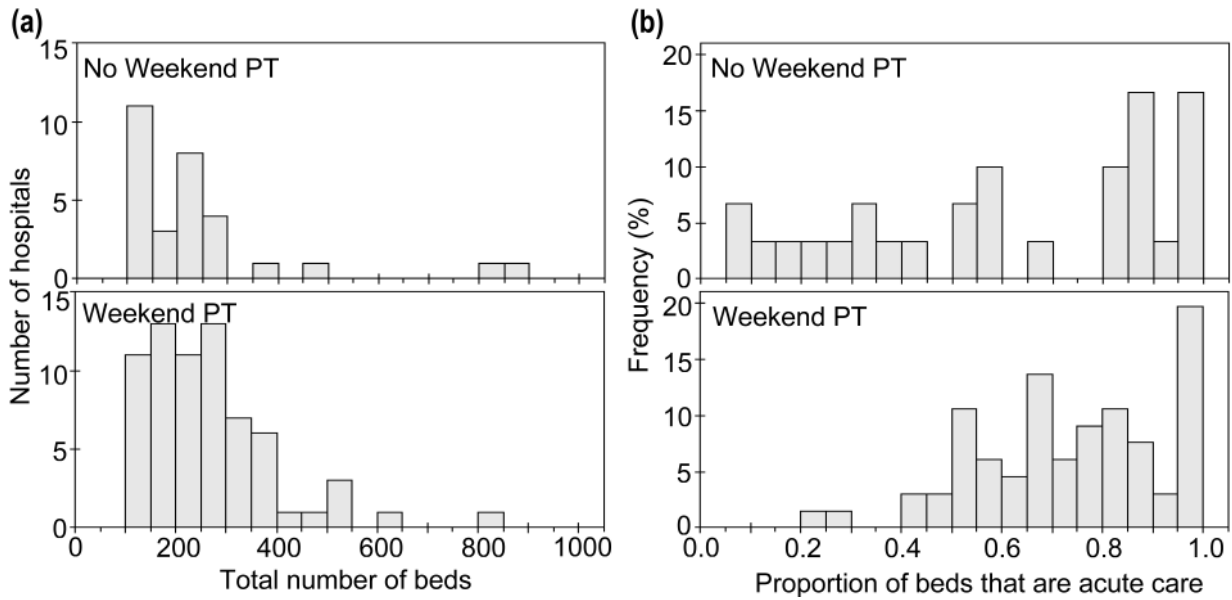 (a)
15
No Weekend PT
10
5
0
15
Weekend PT
10
5
0
Number of hospitals
0 200 400 600 800 1000
Total number of beds
(b)
20
No Weekend PT
15
10
5
0
20
Weekend PT
15
10
5
0
Frequency (%)
0.0 0.2 0.4 0.6 0.8 1.0
Proportion of beds that are acute care